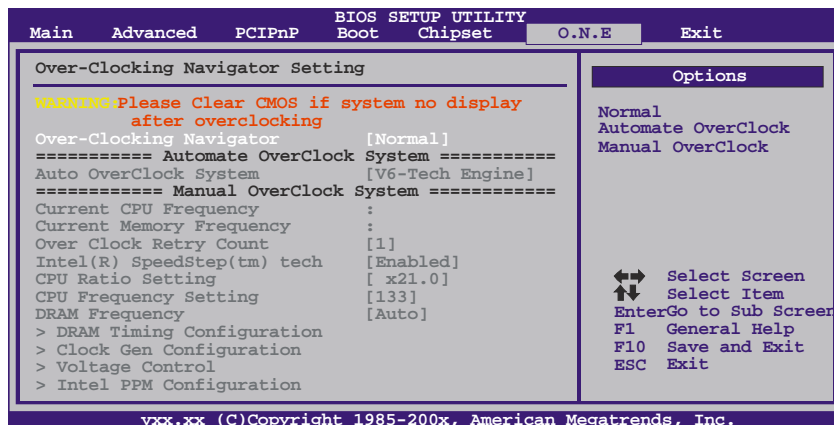 BIOS SETUP UTILITY
Main Advanced PCIPnP Boot Chipset O.N.E Exit
Over-Clocking Navigator Setting
WARNING:Please Clear CMOS if system no display
after overclocking
Over-Clocking Navigator [Normal]
=========== Automate OverClock System ===========
Auto OverClock System [V6-Tech Engine]
============ Manual OverClock System ============
Current CPU Frequency :
Current Memory Frequency :
Over Clock Retry Count [1]
Intel(R) SpeedStep(tm) tech [Enabled]
CPU Ratio Setting [ x21.0]
CPU Frequency Setting [133]
DRAM Frequency [Auto]
> DRAM Timing Configuration
> Clock Gen Configuration
> Voltage Control
> Intel PPM Configuration
Options
Normal
Automate OverClock
Manual OverClock
Select Screen
Select Item
EnterGo to Sub Screen
F1 General Help
F10 Save and Exit
ESC Exit
vxx.xx (C)Copyright 1985-200x, American Megatrends, Inc.